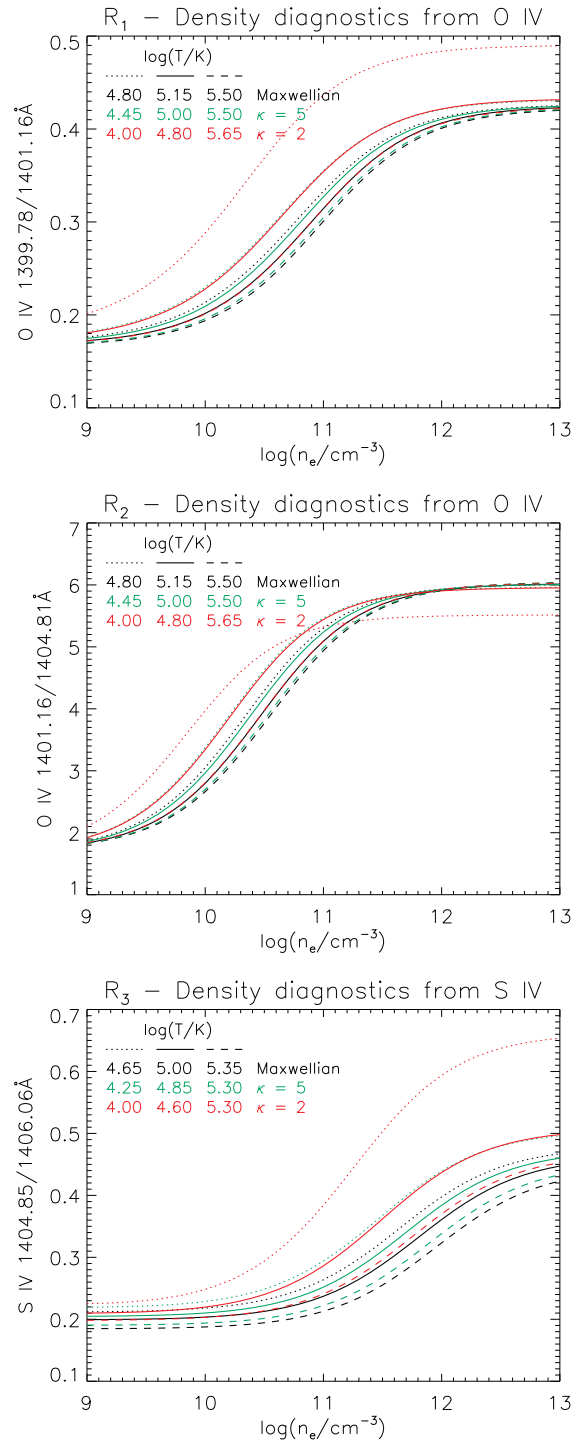 R₁ − Density diagnostics from O IV
log(T/K)
4.80 5.15 5.50 Maxwellian
4.45 5.00 5.50 κ = 5
4.00 4.80 5.65 κ = 2
O IV 1399.78/1401.16Å
0.5
0.4
0.3
0.2
0.1
9 10 11 12 13
log(nₑ/cm⁻³)
R₂ − Density diagnostics from O IV
log(T/K)
4.80 5.15 5.50 Maxwellian
4.45 5.00 5.50 κ = 5
4.00 4.80 5.65 κ = 2
O IV 1401.16/1404.81Å
7
6
5
4
3
2
1
9 10 11 12 13
log(nₑ/cm⁻³)
R₃ − Density diagnostics from S IV
log(T/K)
4.65 5.00 5.35 Maxwellian
4.25 4.85 5.30 κ = 5
4.00 4.60 5.30 κ = 2
S IV 1404.85/1406.06Å
0.7
0.6
0.5
0.4
0.3
0.2
0.1
9 10 11 12 13
log(nₑ/cm⁻³)